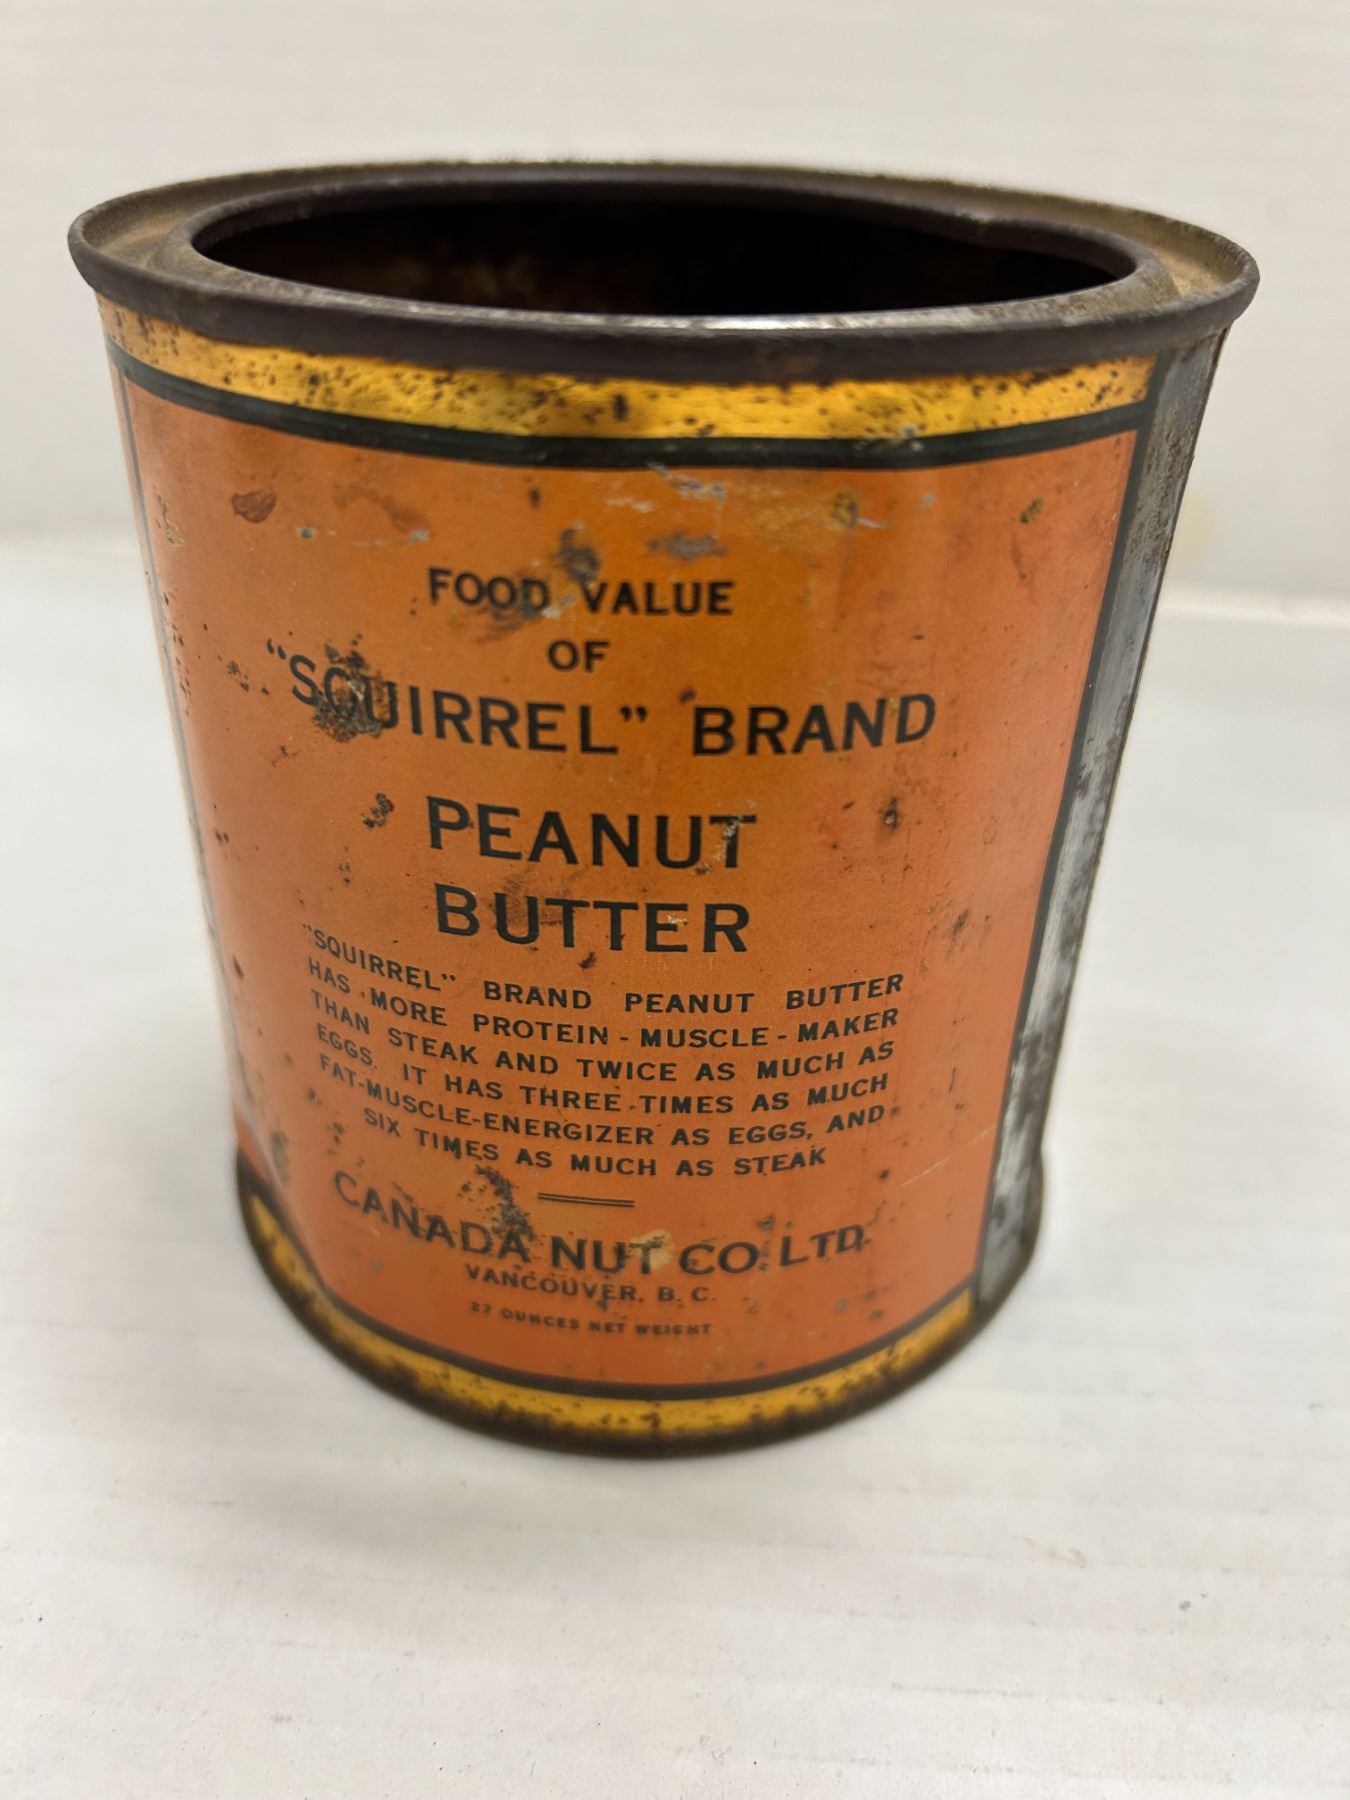 FOOD VALUE
OF
"SQUIRREL" BRAND
PEANUT
BUTTER
"SQUIRREL" BRAND PEANUT BUTTER
HAS MORE PROTEIN - MUSCLE - MAKER
THAN STEAK AND TWICE AS MUCH AS
EGGS. IT HAS THREE TIMES AS MUCH
FAT-MUSCLE-ENERGIZER AS EGGS, AND
SIX TIMES AS MUCH AS STEAK
CANADA NUT CO. LTD.
VANCOUVER, B. C.
27 OUNCES NET WEIGHT